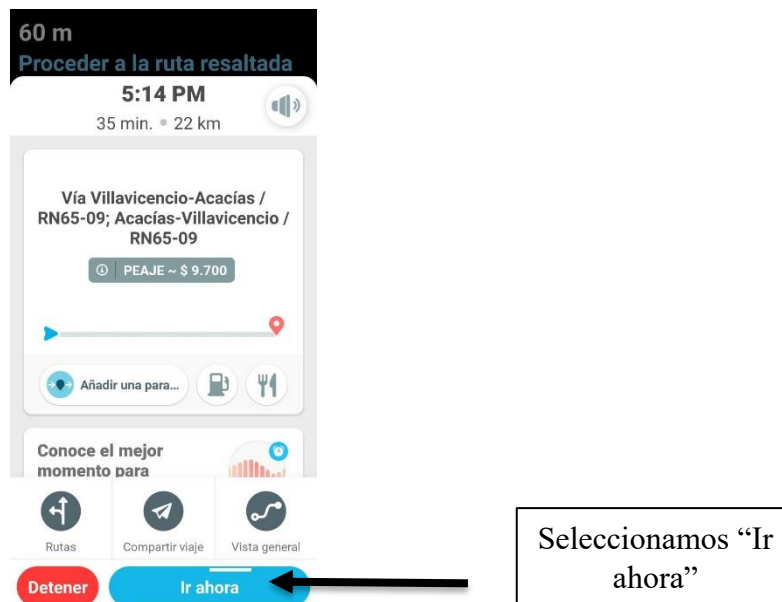 60 m
Proceder a la ruta resaltada
5:14 PM
35 min. • 22 km
Vía Villavicencio-Acacías /
RN65-09; Acacías-Villavicencio /
RN65-09
PEAJE ~ $ 9.700
Añadir una para...
Conoce el mejor
momento para
Rutas
Compartir viaje
Vista general
Detener
Ir ahora
Seleccionamos “Ir
ahora”